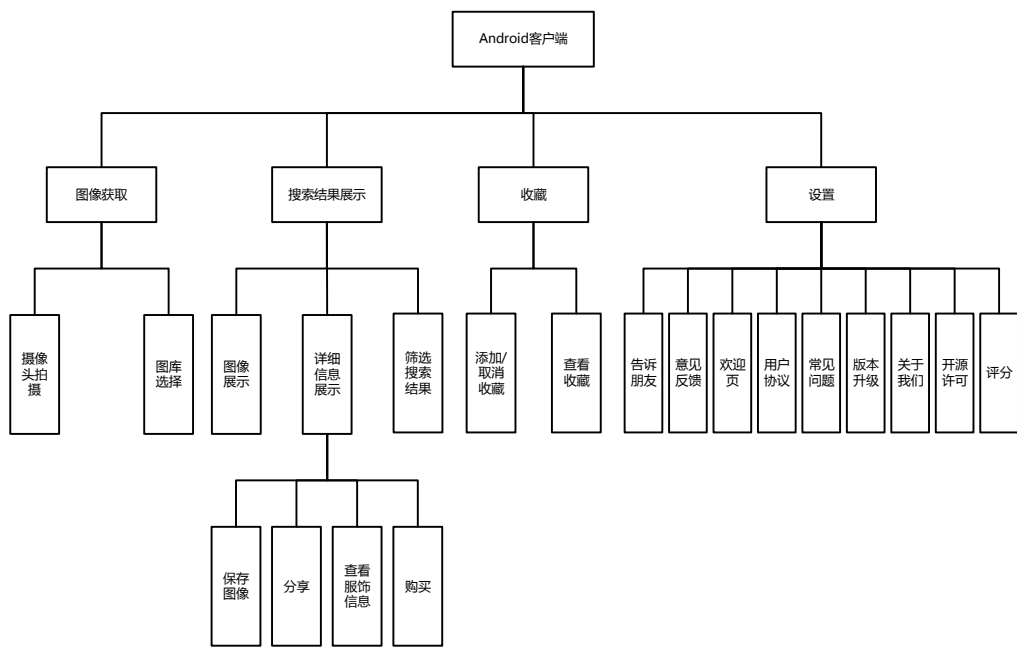 Android客户端
图像获取
搜索结果展示
收藏
设置
摄像
头拍
摄
图库
选择
图像
展示
详细
信息
展示
筛选
搜索
结果
添加/
取消
收藏
查看
收藏
告诉
朋友
意见
反馈
欢迎
页
用户
协议
常见
问题
版本
升级
关于
我们
开源
许可
评分
保存
图像
分享
查看
服饰
信息
购买